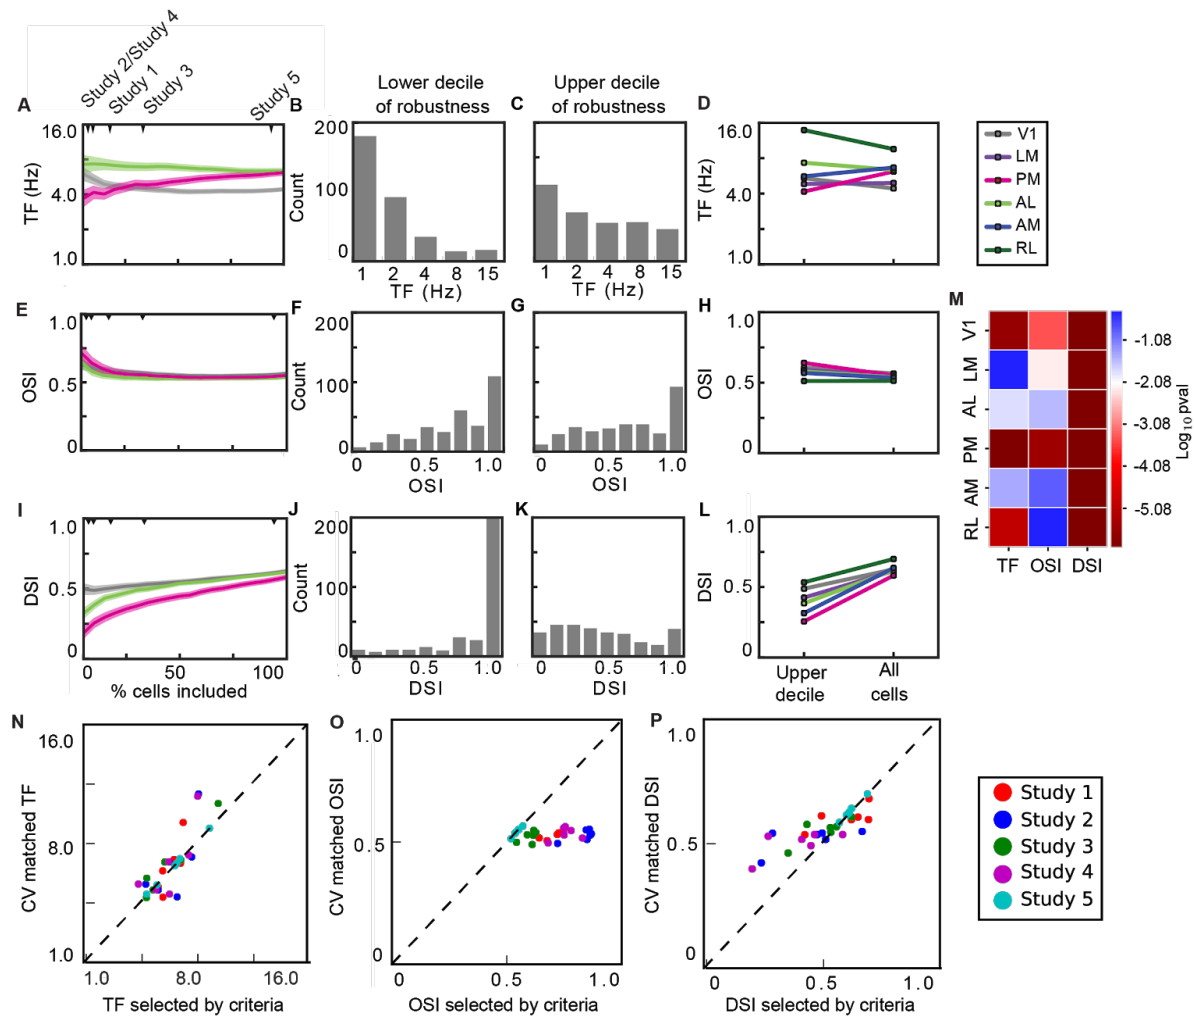 Study 2/Study 4
Study 1
Study 3
Study 5
A
B
Lower decile
of robustness
C
Upper decile
of robustness
D
16.0
4.0
1.0
TF (Hz)
200
100
0
Count
1 2 4 8 15
TF (Hz)
1 2 4 8 15
TF (Hz)
16.0
4.0
1.0
TF (Hz)
V1
LM
PM
AL
AM
RL
E
F
G
H
M
1.0
0.5
0
OSI
200
100
0
Count
0 0.5 1.0
OSI
0 0.5 1.0
OSI
1.0
0.5
0
OSI
V1
LM
AL
PM
AM
RL
TF OSI DSI
-1.08
-2.08
-3.08
-4.08
-5.08
Log10 pval
I
J
K
L
1.0
0.5
0
DSI
0 50 100
% cells included
200
100
0
Count
0 0.5 1.0
DSI
0 0.5 1.0
DSI
1.0
0.5
0
DSI
Upper
decile
All
cells
N
O
P
16.0
8.0
1.0
CV matched TF
1.0 8.0 16.0
TF selected by criteria
1.0
0.5
0
CV matched OSI
0 0.5 1.0
OSI selected by criteria
1.0
0.5
0
CV matched DSI
0 0.5 1.0
DSI selected by criteria
Study 1
Study 2
Study 3
Study 4
Study 5